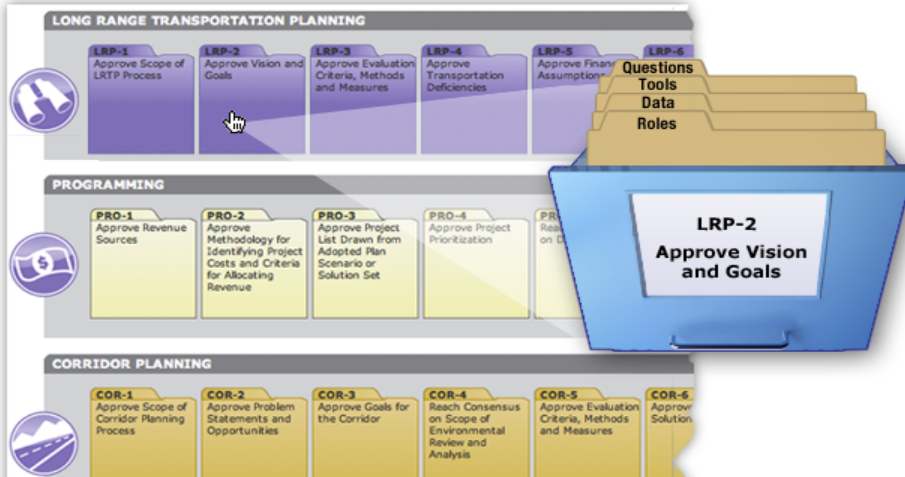 LONG RANGE TRANSPORTATION PLANNING
LRP-1
Approve Scope of
LRTP Process
LRP-2
Approve Vision and
Goals
LRP-3
Approve Evaluation
Criteria, Methods
and Measures
LRP-4
Approve
Transportation
Deficiencies
LRP-5
Approve Finan
Assumption
LRP-6
Questions
Tools
Data
Roles
LRP-2
Approve Vision
and Goals
PROGRAMMING
PRO-1
Approve Revenue
Sources
PRO-2
Approve
Methodology for
Identifying Project
Costs and Criteria
for Allocating
Revenue
PRO-3
Approve Project
List Drawn from
Adopted Plan
Scenario or
Solution Set
PRO-4
Approve Project
Prioritization
CORRIDOR PLANNING
COR-1
Approve Scope of
Corridor Planning
Process
COR-2
Approve Problem
Statements and
Opportunities
COR-3
Approve Goals for
the Corridor
COR-4
Reach Consensus
on Scope of
Environmental
Review and
Analysis
COR-5
Approve Evaluation
Criteria, Methods
and Measures
COR-6
Approv
Solution